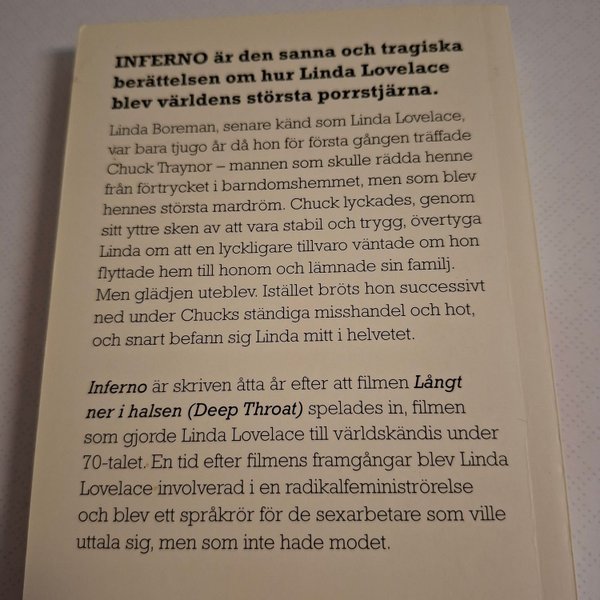 INFERNO är den sanna och tragiska
berättelsen om hur Linda Lovelace
blev världens största porrstjärna.
Linda Boreman, senare känd som Linda Lovelace,
var bara tjugo år då hon för första gången träffade
Chuck Traynor – mannen som skulle rädda henne
från förtrycket i barndomshemmet, men som blev
hennes största mardröm. Chuck lyckades, genom
sitt yttre sken av att vara stabil och trygg, övertyga
Linda om att en lyckligare tillvaro väntade om hon
flyttade hem till honom och lämnade sin familj.
Men glädjen uteblev. Istället bröts hon successivt
ned under Chucks ständiga misshandel och hot,
och snart befann sig Linda mitt i helvetet.
Inferno är skriven åtta år efter att filmen Långt
ner i halsen (Deep Throat) spelades in, filmen
som gjorde Linda Lovelace till världskändis under
70-talet. En tid efter filmens framgångar blev Linda
Lovelace involverad i en radikalfeministrörelse
och blev ett språkrör för de sexarbetare som ville
uttala sig, men som inte hade modet.